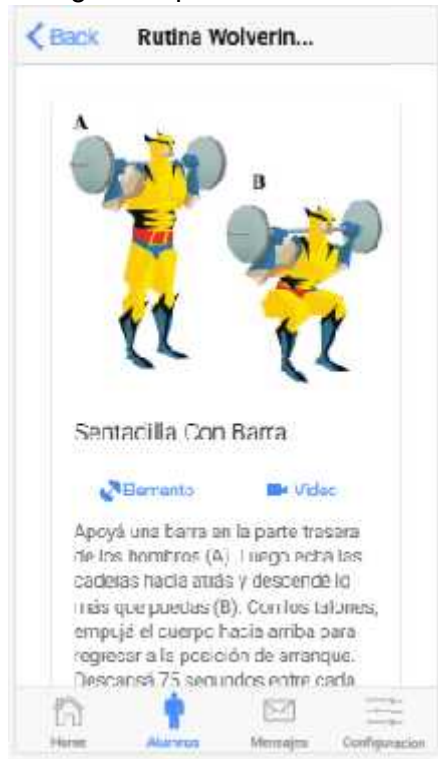 Back Rutina Wolverin...
A
B
Sentadilla Con Barra
Elemento Video
Apoyá una barra en la parte trasera
de los hombros (A). Luego echa las
caderas hacia atrás y descendé lo
más que puedas (B). Con los talones,
empujá el cuerpo hacia arriba para
regresar a la posición de arranque.
Descansá 75 segundos entre cada
Home Alumnos Mensajes Configuracion